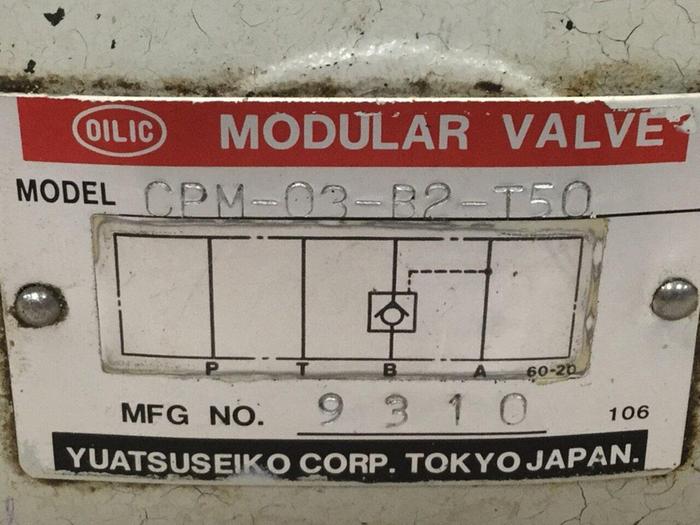 OILIC MODULAR VALVE
MODEL CPM-03-B2-T50
P T B A 60-20
MFG NO. 9310 106
YUATSUSEIKO CORP. TOKYO JAPAN.